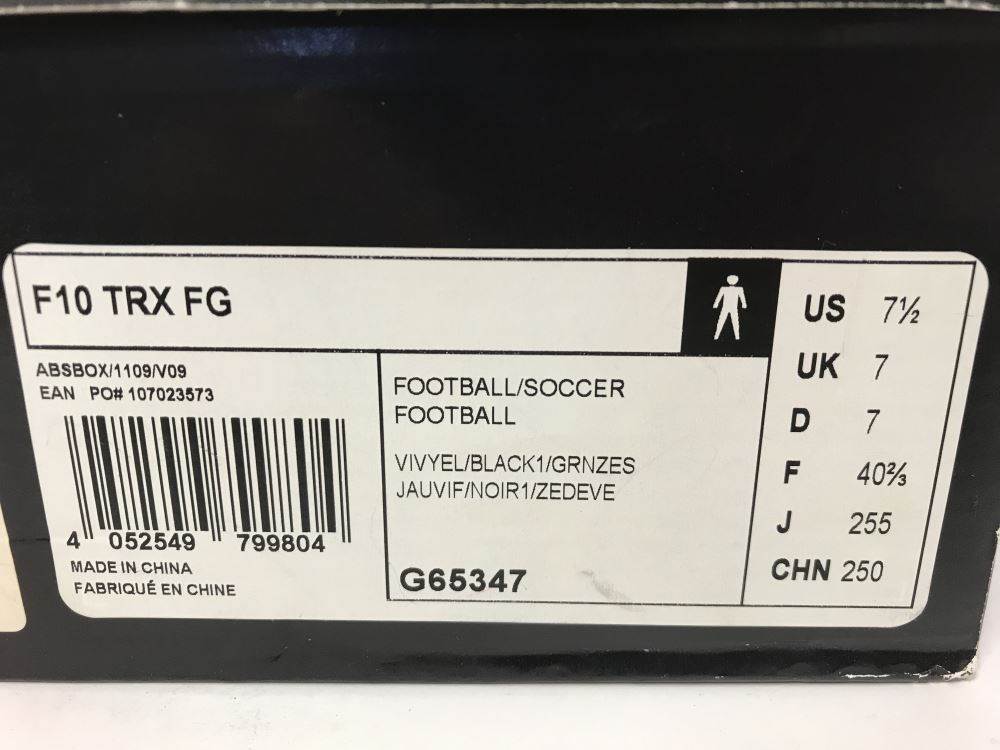 F10 TRX FG
ABSBOX/1109/V09
EAN PO# 107023573
4 052549 799804
MADE IN CHINA
FABRIQUÉ EN CHINE
FOOTBALL/SOCCER
FOOTBALL
VIVYEL/BLACK1/GRNZES
JAUVIF/NOIR1/ZEDEVE
G65347
US 7½
UK 7
D 7
F 40⅔
J 255
CHN 250